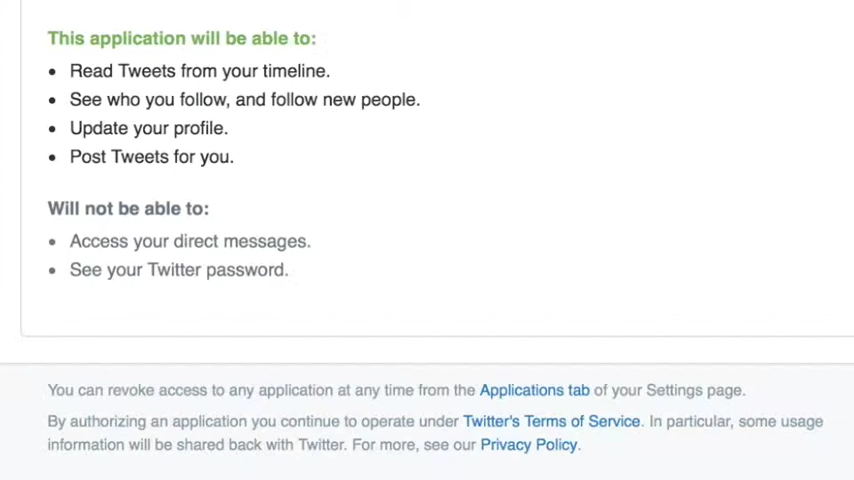 This application will be able to:
• Read Tweets from your timeline.
• See who you follow, and follow new people.
• Update your profile.
• Post Tweets for you.
Will not be able to:
• Access your direct messages.
• See your Twitter password.
You can revoke access to any application at any time from the Applications tab of your Settings page.
By authorizing an application you continue to operate under Twitter's Terms of Service. In particular, some usage
information will be shared back with Twitter. For more, see our Privacy Policy.